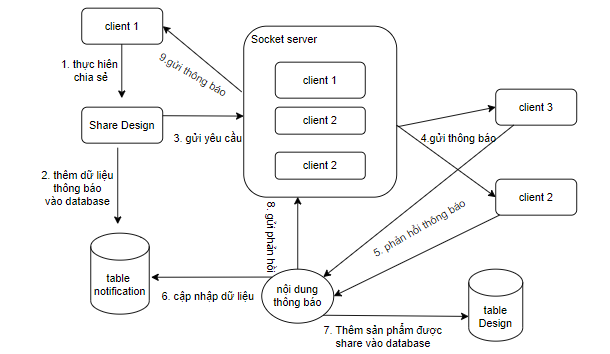 client 1
Socket server
9.gửi thông báo
1. thực hiên
chia sẻ
client 1
client 2
client 2
client 3
Share Design
3. gửi yêu cầu
4.gửi thông báo
2. thêm dữ liệu
thông báo
vào database
client 2
8. gửi phản hồi
5. phản hồi thông báo
table
notification
6. cập nhập dữ liệu
nội dung
thông báo
table
Design
7. Thêm sản phẩm được
share vào database